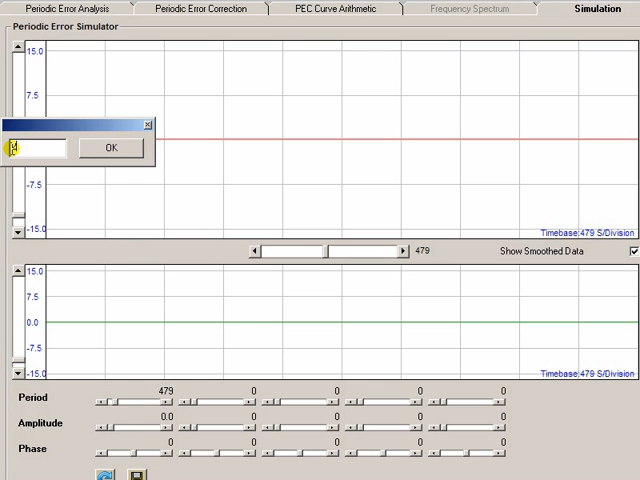 Periodic Error Analysis Periodic Error Correction PEC Curve Arithmetic Frequency Spectrum Simulation
Periodic Error Simulator
15.0
7.5
OK
-7.5
-15.0
Timebase:479 S/Division
479 Show Smoothed Data
15.0
7.5
0.0
-7.5
-15.0
Timebase:479 S/Division
479 0 0 0 0
Period
0.0 0 0 0 0
Amplitude
0 0 0 0 0
Phase